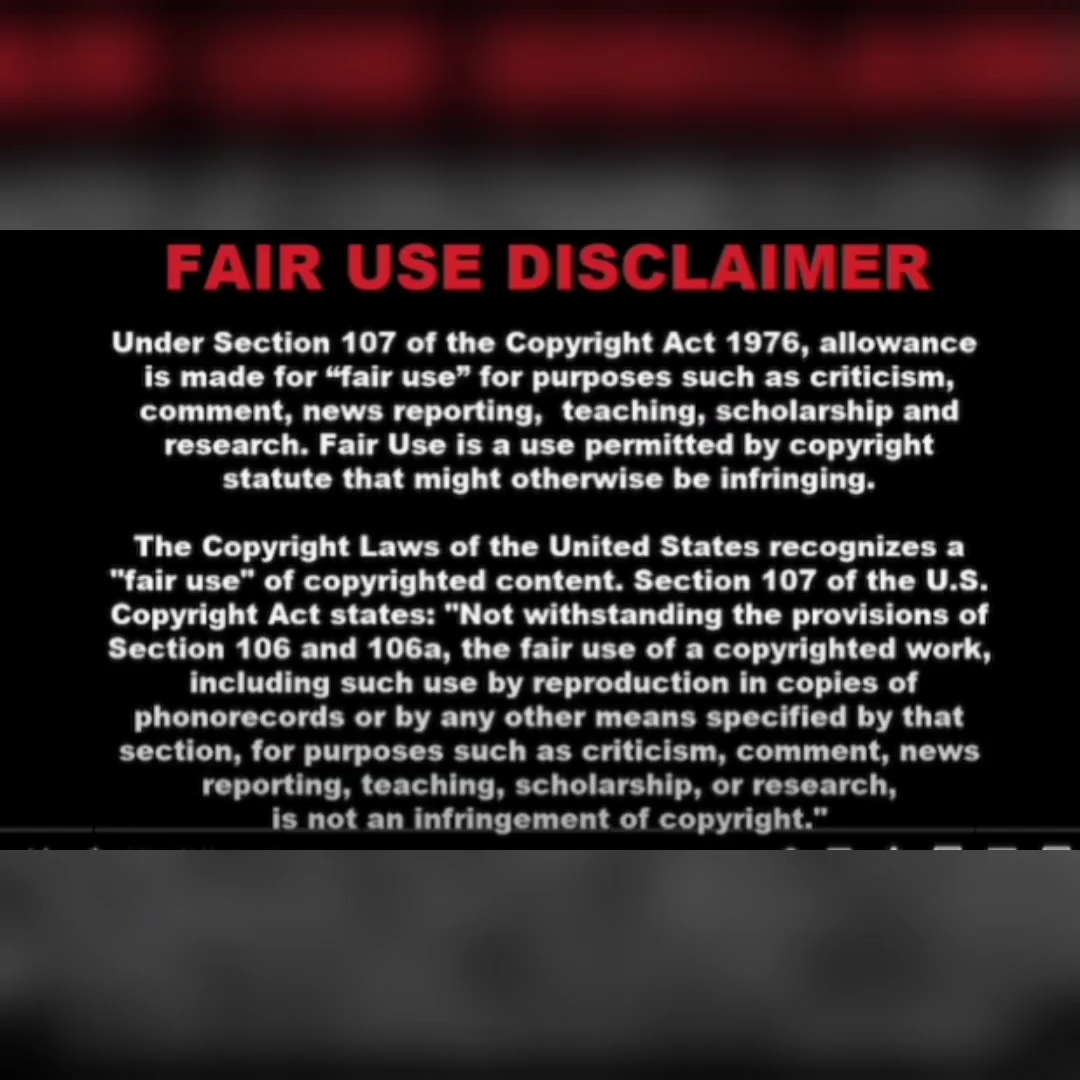 FAIR USE DISCLAIMER
Under Section 107 of the Copyright Act 1976, allowance
is made for “fair use” for purposes such as criticism,
comment, news reporting,  teaching, scholarship and
research. Fair Use is a use permitted by copyright
statute that might otherwise be infringing.
The Copyright Laws of the United States recognizes a
"fair use" of copyrighted content. Section 107 of the U.S.
Copyright Act states: "Not withstanding the provisions of
Section 106 and 106a, the fair use of a copyrighted work,
including such use by reproduction in copies of
phonorecords or by any other means specified by that
section, for purposes such as criticism, comment, news
reporting, teaching, scholarship, or research,
is not an infringement of copyright."